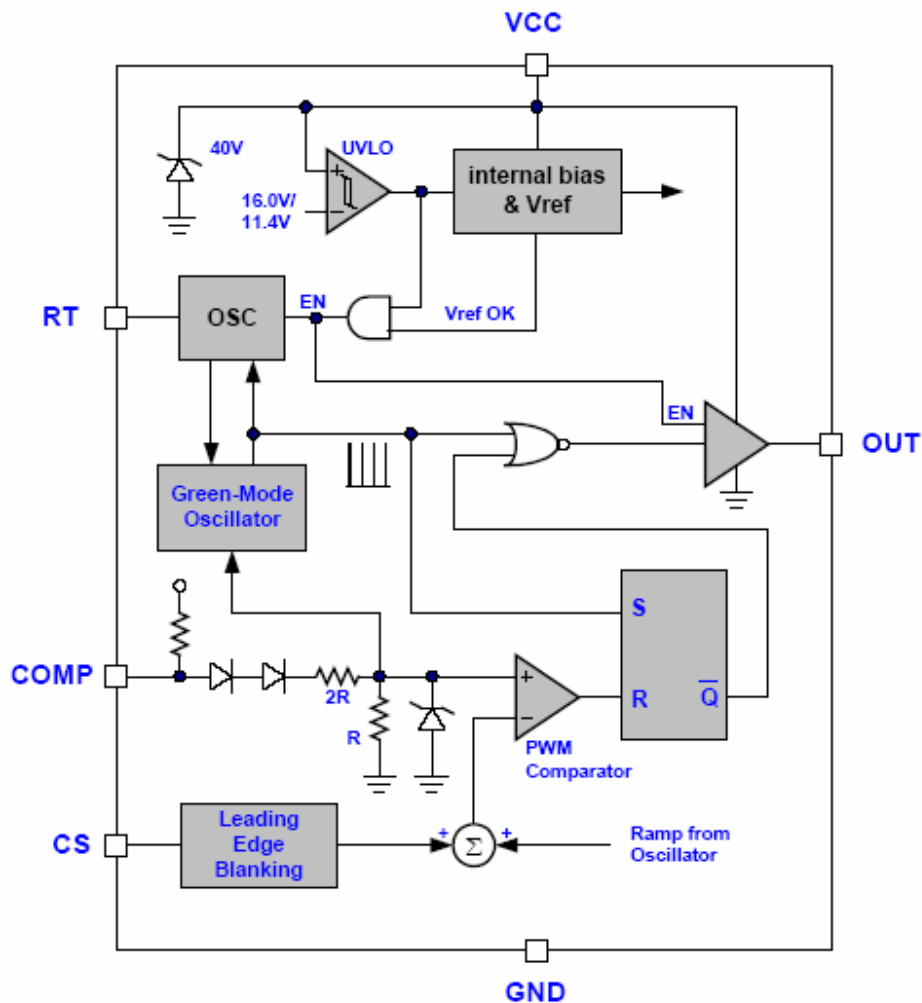 VCC
40V
UVLO
+
−
16.0V/
11.4V
internal bias
& Vref
RT
OSC
EN
Vref OK
EN
OUT
Green-Mode
Oscillator
S
COMP
2R
R
+
−
R
Q̅
PWM
Comparator
CS
Leading
Edge
Blanking
+
Σ
+
Ramp from
Oscillator
GND